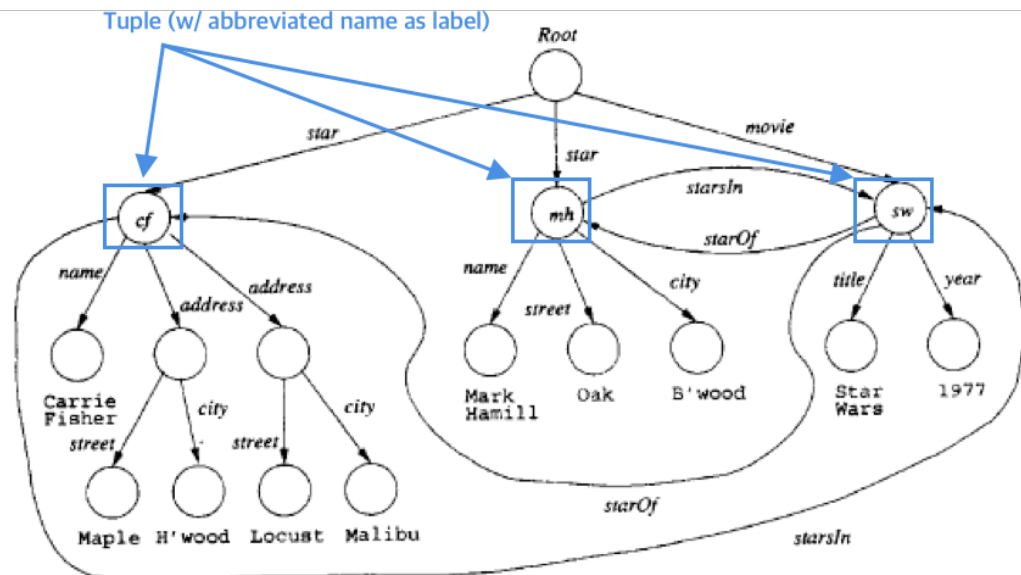 Tuple (w/ abbreviated name as label)
Root
star
star
movie
cf
mh
sw
starsIn
starOf
name
address
address
name
street
city
title
year
Carrie
Fisher
Mark
Hamill
Oak
B'wood
Star
Wars
1977
street
city
street
city
Maple
H'wood
Locust
Malibu
starOf
starsIn